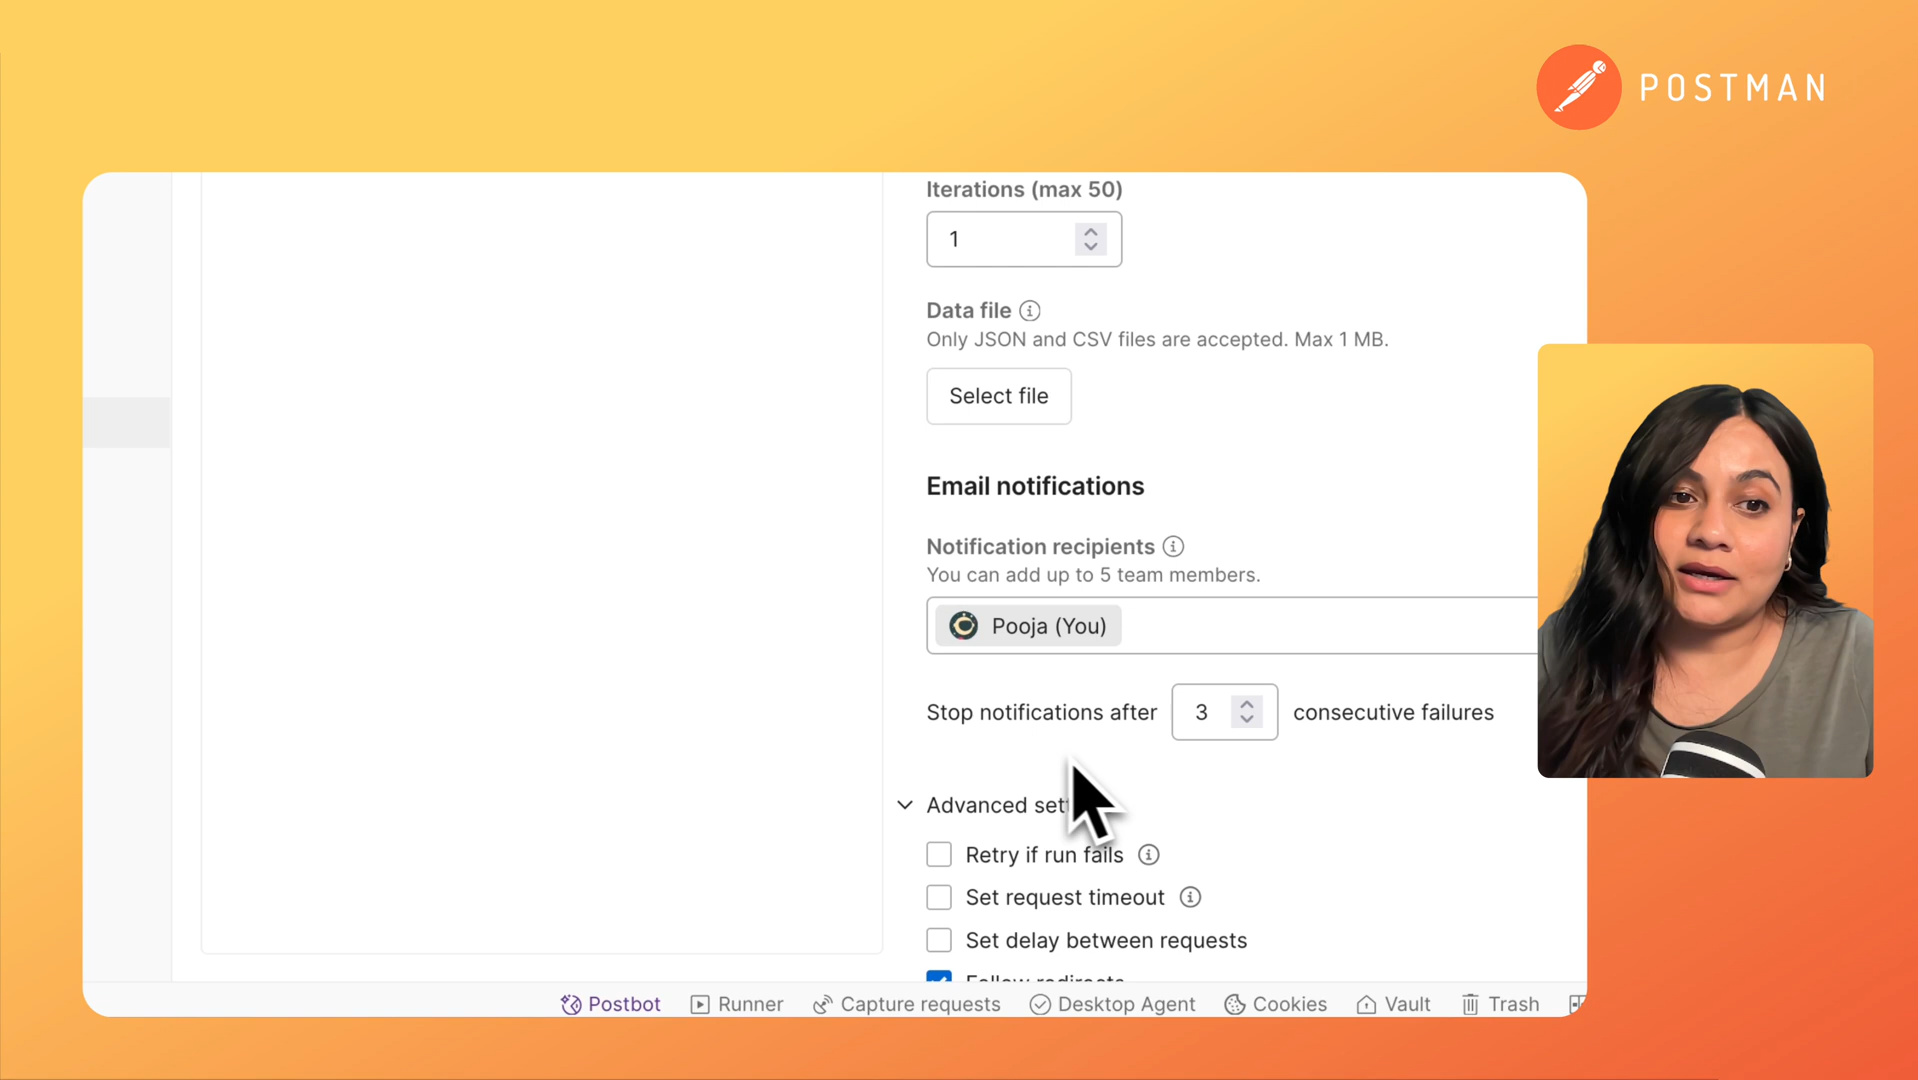 POSTMAN
Iterations (max 50)
1
Data file
Only JSON and CSV files are accepted. Max 1 MB.
Select file
Email notifications
Notification recipients
You can add up to 5 team members.
Pooja (You)
Stop notifications after 3 consecutive failures
Advanced set
Retry if run fails
Set request timeout
Set delay between requests
Follow redirects
Postbot Runner Capture requests Desktop Agent Cookies Vault Trash